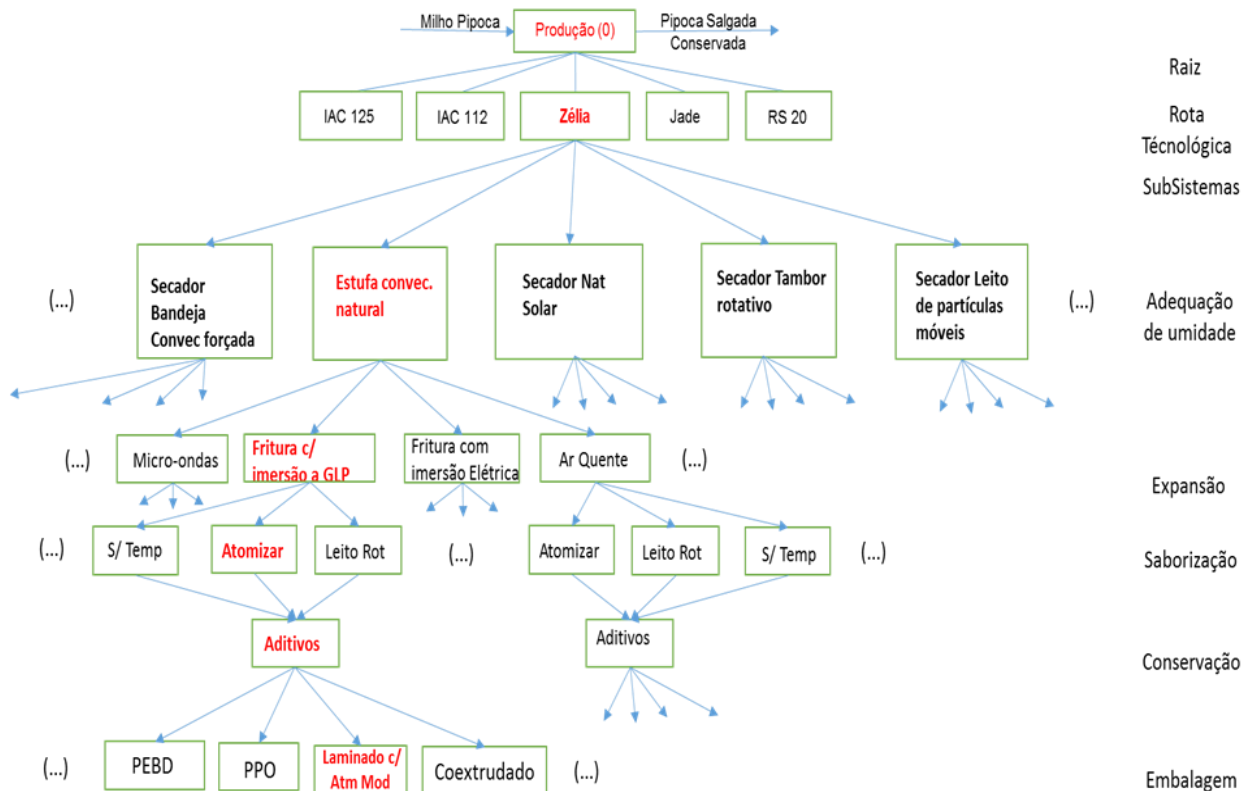 Milho Pipoca
Produção (0)
Pipoca Salgada
Conservada
Raiz
IAC 125
IAC 112
Zélia
Jade
RS 20
Rota
Técnológica
SubSistemas
(...)
Secador
Bandeja
Convec forçada
Estufa convec.
natural
Secador Nat
Solar
Secador Tambor
rotativo
Secador Leito
de partículas
móveis
(...)
Adequação
de umidade
(...)
Micro-ondas
Fritura c/
imersão a GLP
Fritura com
imersão Elétrica
Ar Quente
(...)
Expansão
(...)
S/ Temp
Atomizar
Leito Rot
(...)
Atomizar
Leito Rot
S/ Temp
(...)
Saborização
Aditivos
Aditivos
Conservação
(...)
PEBD
PPO
Laminado c/
Atm Mod
Coextrudado
(...)
Embalagem